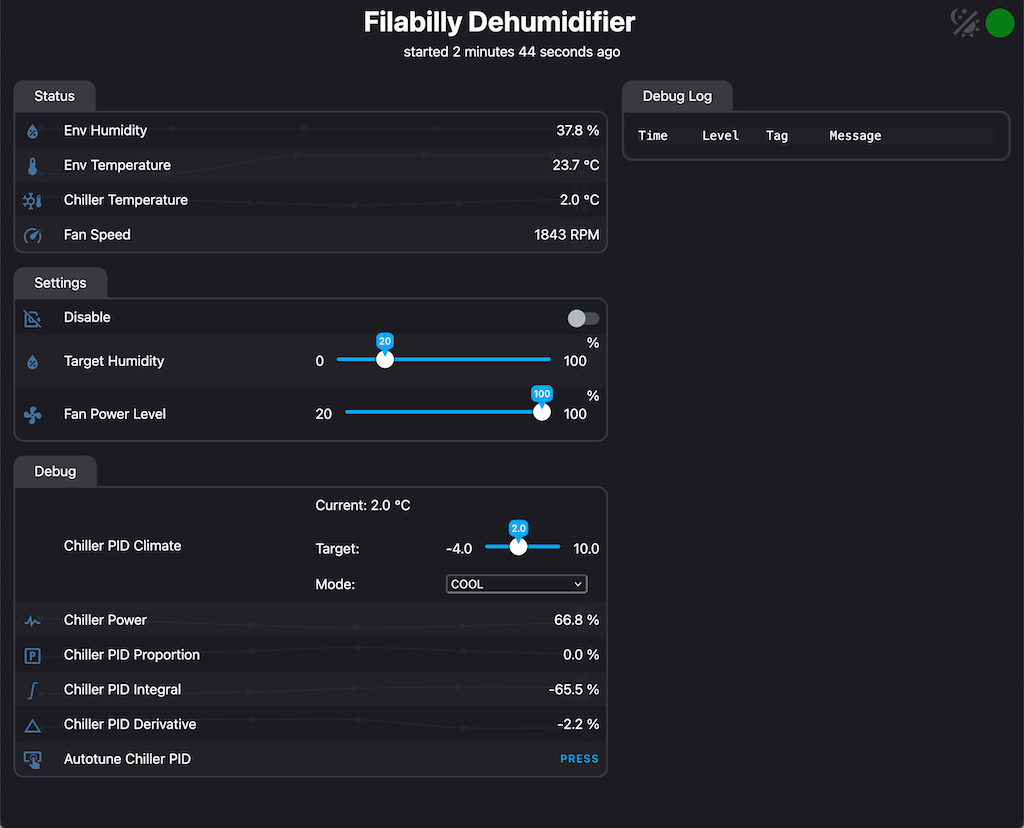 Filabilly Dehumidifier
started 2 minutes 44 seconds ago
Status
Env Humidity 37.8 %
Env Temperature 23.7 °C
Chiller Temperature 2.0 °C
Fan Speed 1843 RPM
Settings
Disable
Target Humidity 0 20 100 %
Fan Power Level 20 100 100 %
Debug
Current: 2.0 °C
Chiller PID Climate
Target: -4.0 2.0 10.0
Mode: COOL
Chiller Power 66.8 %
P Chiller PID Proportion 0.0 %
∫ Chiller PID Integral -65.5 %
Chiller PID Derivative -2.2 %
Autotune Chiller PID PRESS
Debug Log
Time Level Tag Message